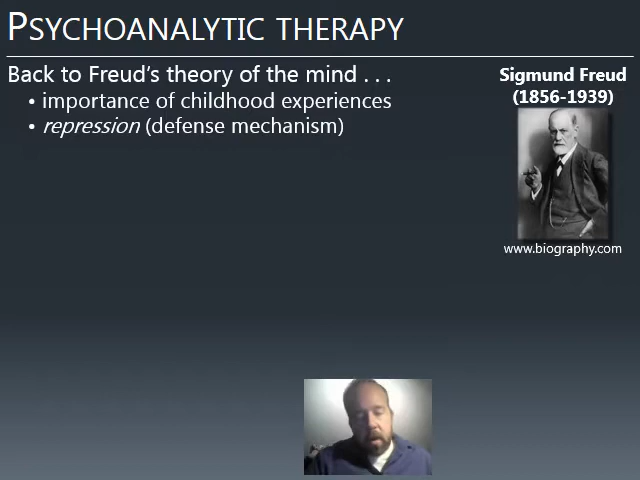 PSYCHOANALYTIC THERAPY
Back to Freud's theory of the mind . . .
• importance of childhood experiences
• repression (defense mechanism)
Sigmund Freud
(1856-1939)
www.biography.com